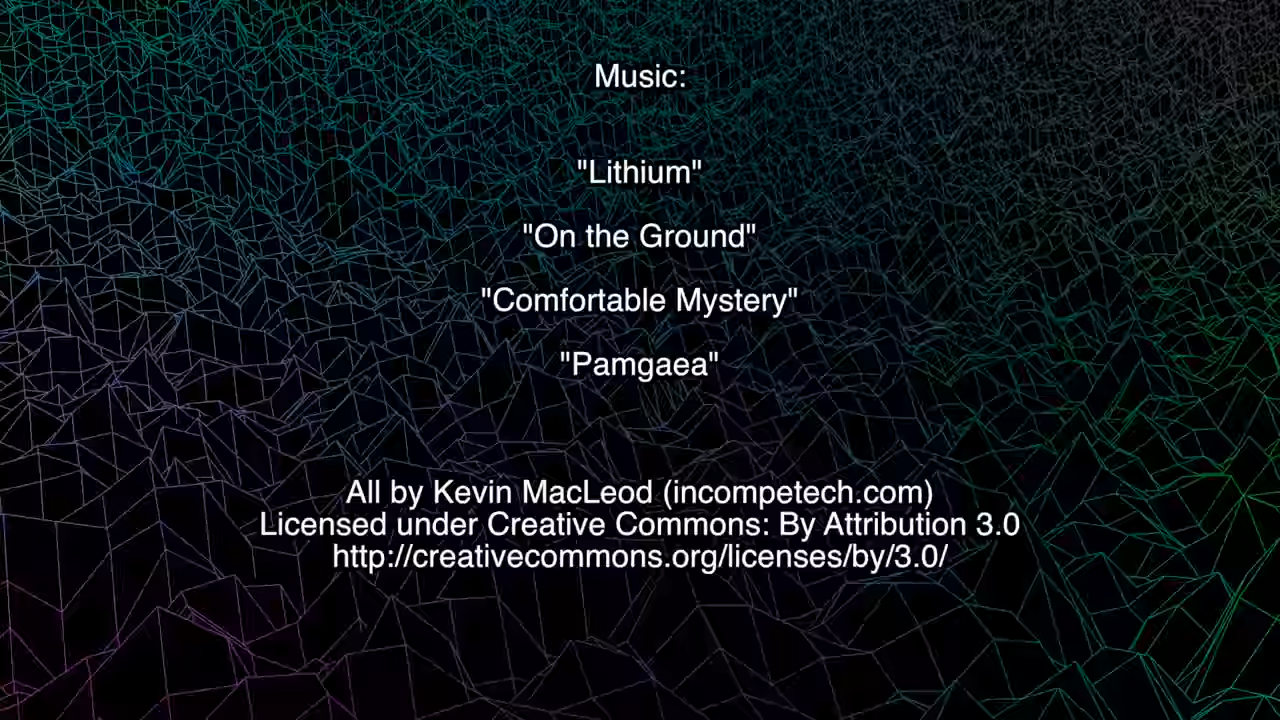 Music:
"Lithium"
"On the Ground"
"Comfortable Mystery"
"Pamgaea"
All by Kevin MacLeod (incompetech.com)
Licensed under Creative Commons: By Attribution 3.0
http://creativecommons.org/licenses/by/3.0/